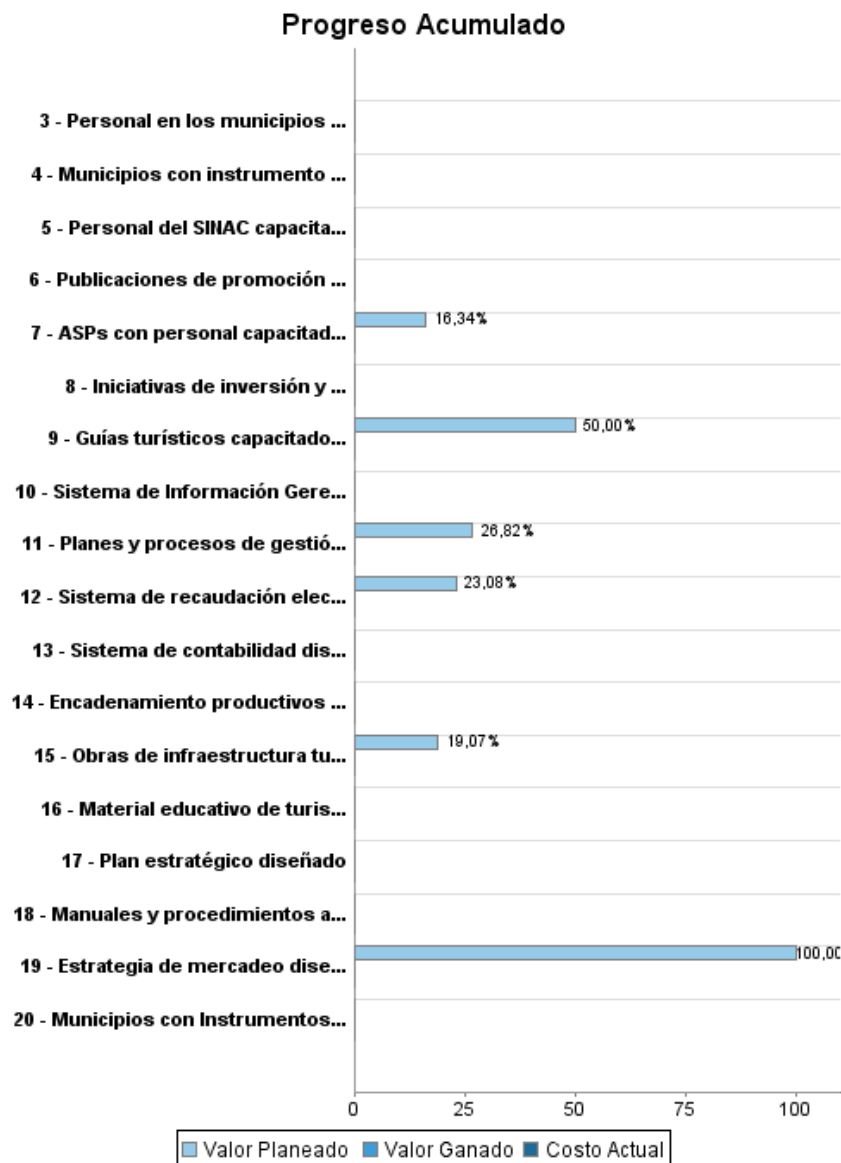 Progreso Acumulado
3 - Personal en los municipios ...
4 - Municipios con instrumento ...
5 - Personal del SINAC capacita...
6 - Publicaciones de promoción ...
7 - ASPs con personal capacitad...
16,34%
8 - Iniciativas de inversión y ...
9 - Guías turísticos capacitado...
50,00%
10 - Sistema de Información Gere...
11 - Planes y procesos de gestió...
26,82%
12 - Sistema de recaudación elec...
23,08%
13 - Sistema de contabilidad dis...
14 - Encadenamiento productivos ...
15 - Obras de infraestructura tu...
19,07%
16 - Material educativo de turis...
17 - Plan estratégico diseñado
18 - Manuales y procedimientos a...
19 - Estrategia de mercadeo dise...
100,00
20 - Municipios con Instrumentos...
0 25 50 75 100
Valor Planeado Valor Ganado Costo Actual